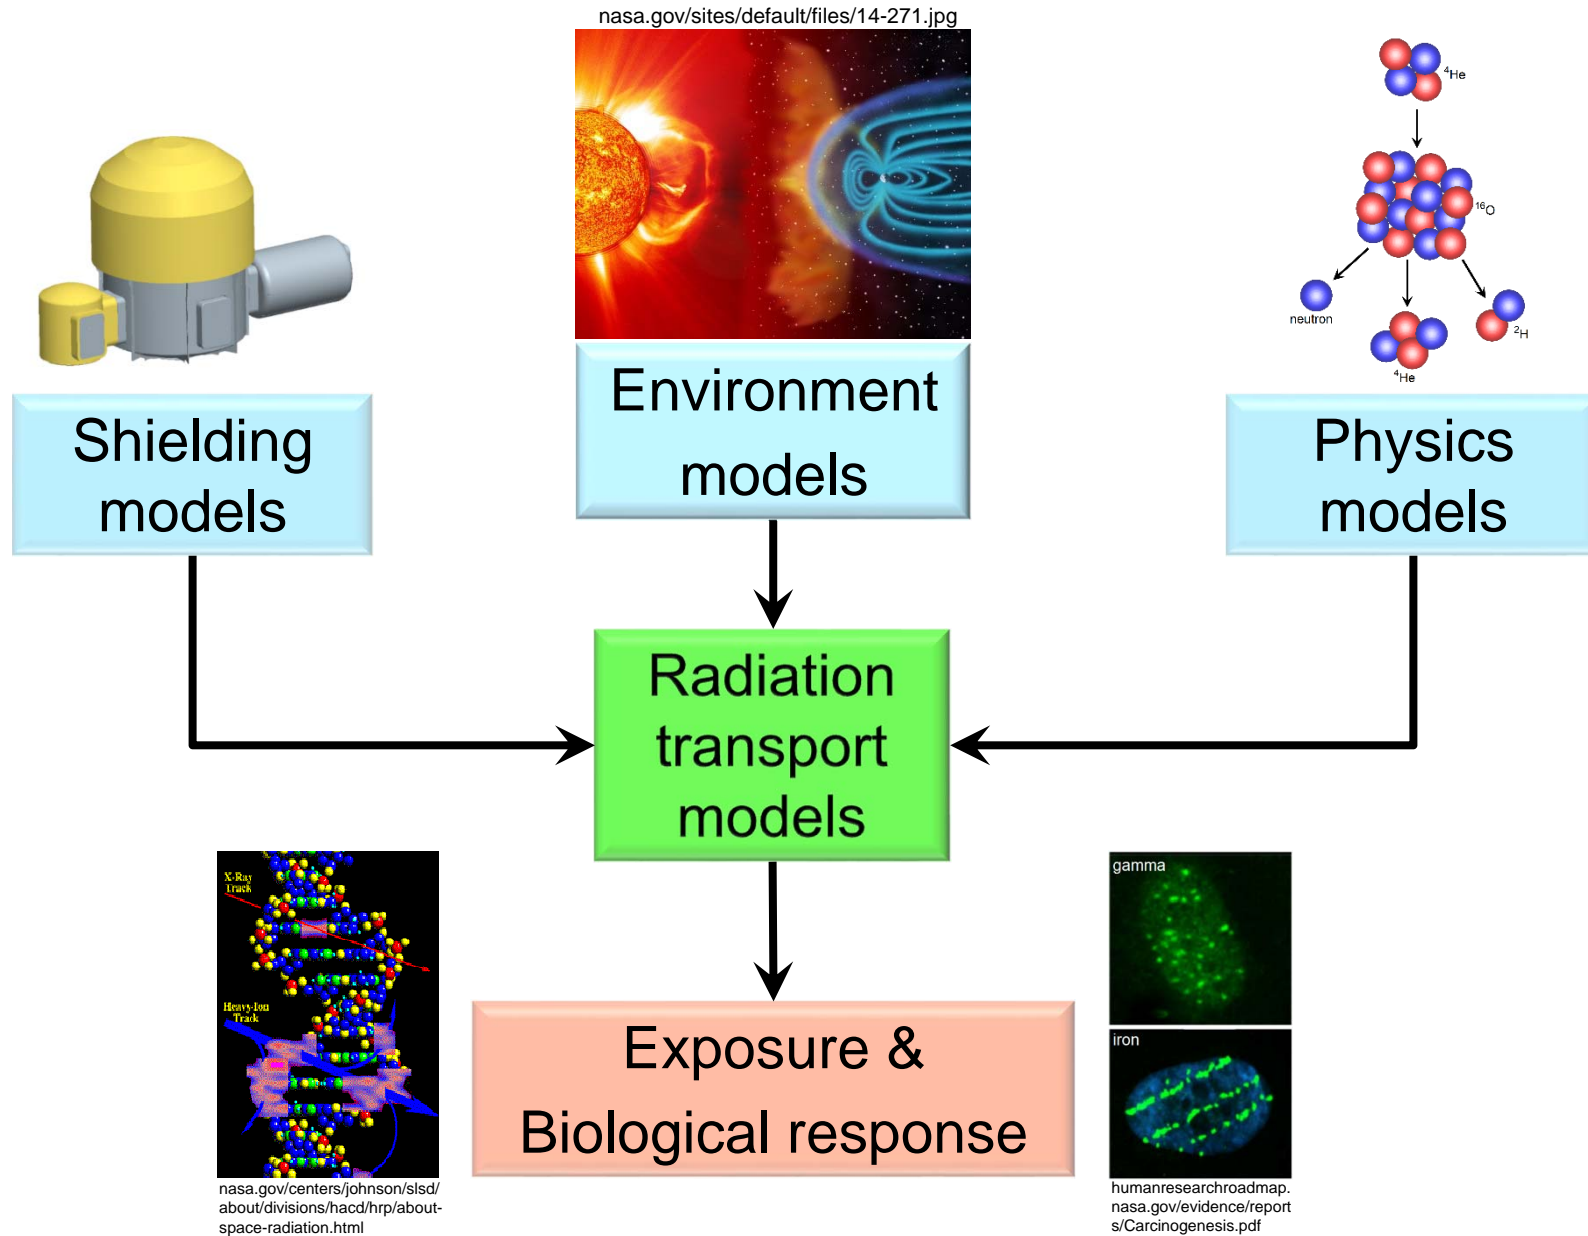 nasa.gov/sites/default/files/14-271.jpg
⁴He
¹⁶O
neutron
²H
⁴He
Shielding
models
Environment
models
Physics
models
Radiation
transport
models
X-Ray
Track
Heavy-Ion
Track
gamma
iron
Exposure &
Biological response
nasa.gov/centers/johnson/slsd/
about/divisions/hacd/hrp/about-
space-radiation.html
humanresearchroadmap.
nasa.gov/evidence/report
s/Carcinogenesis.pdf